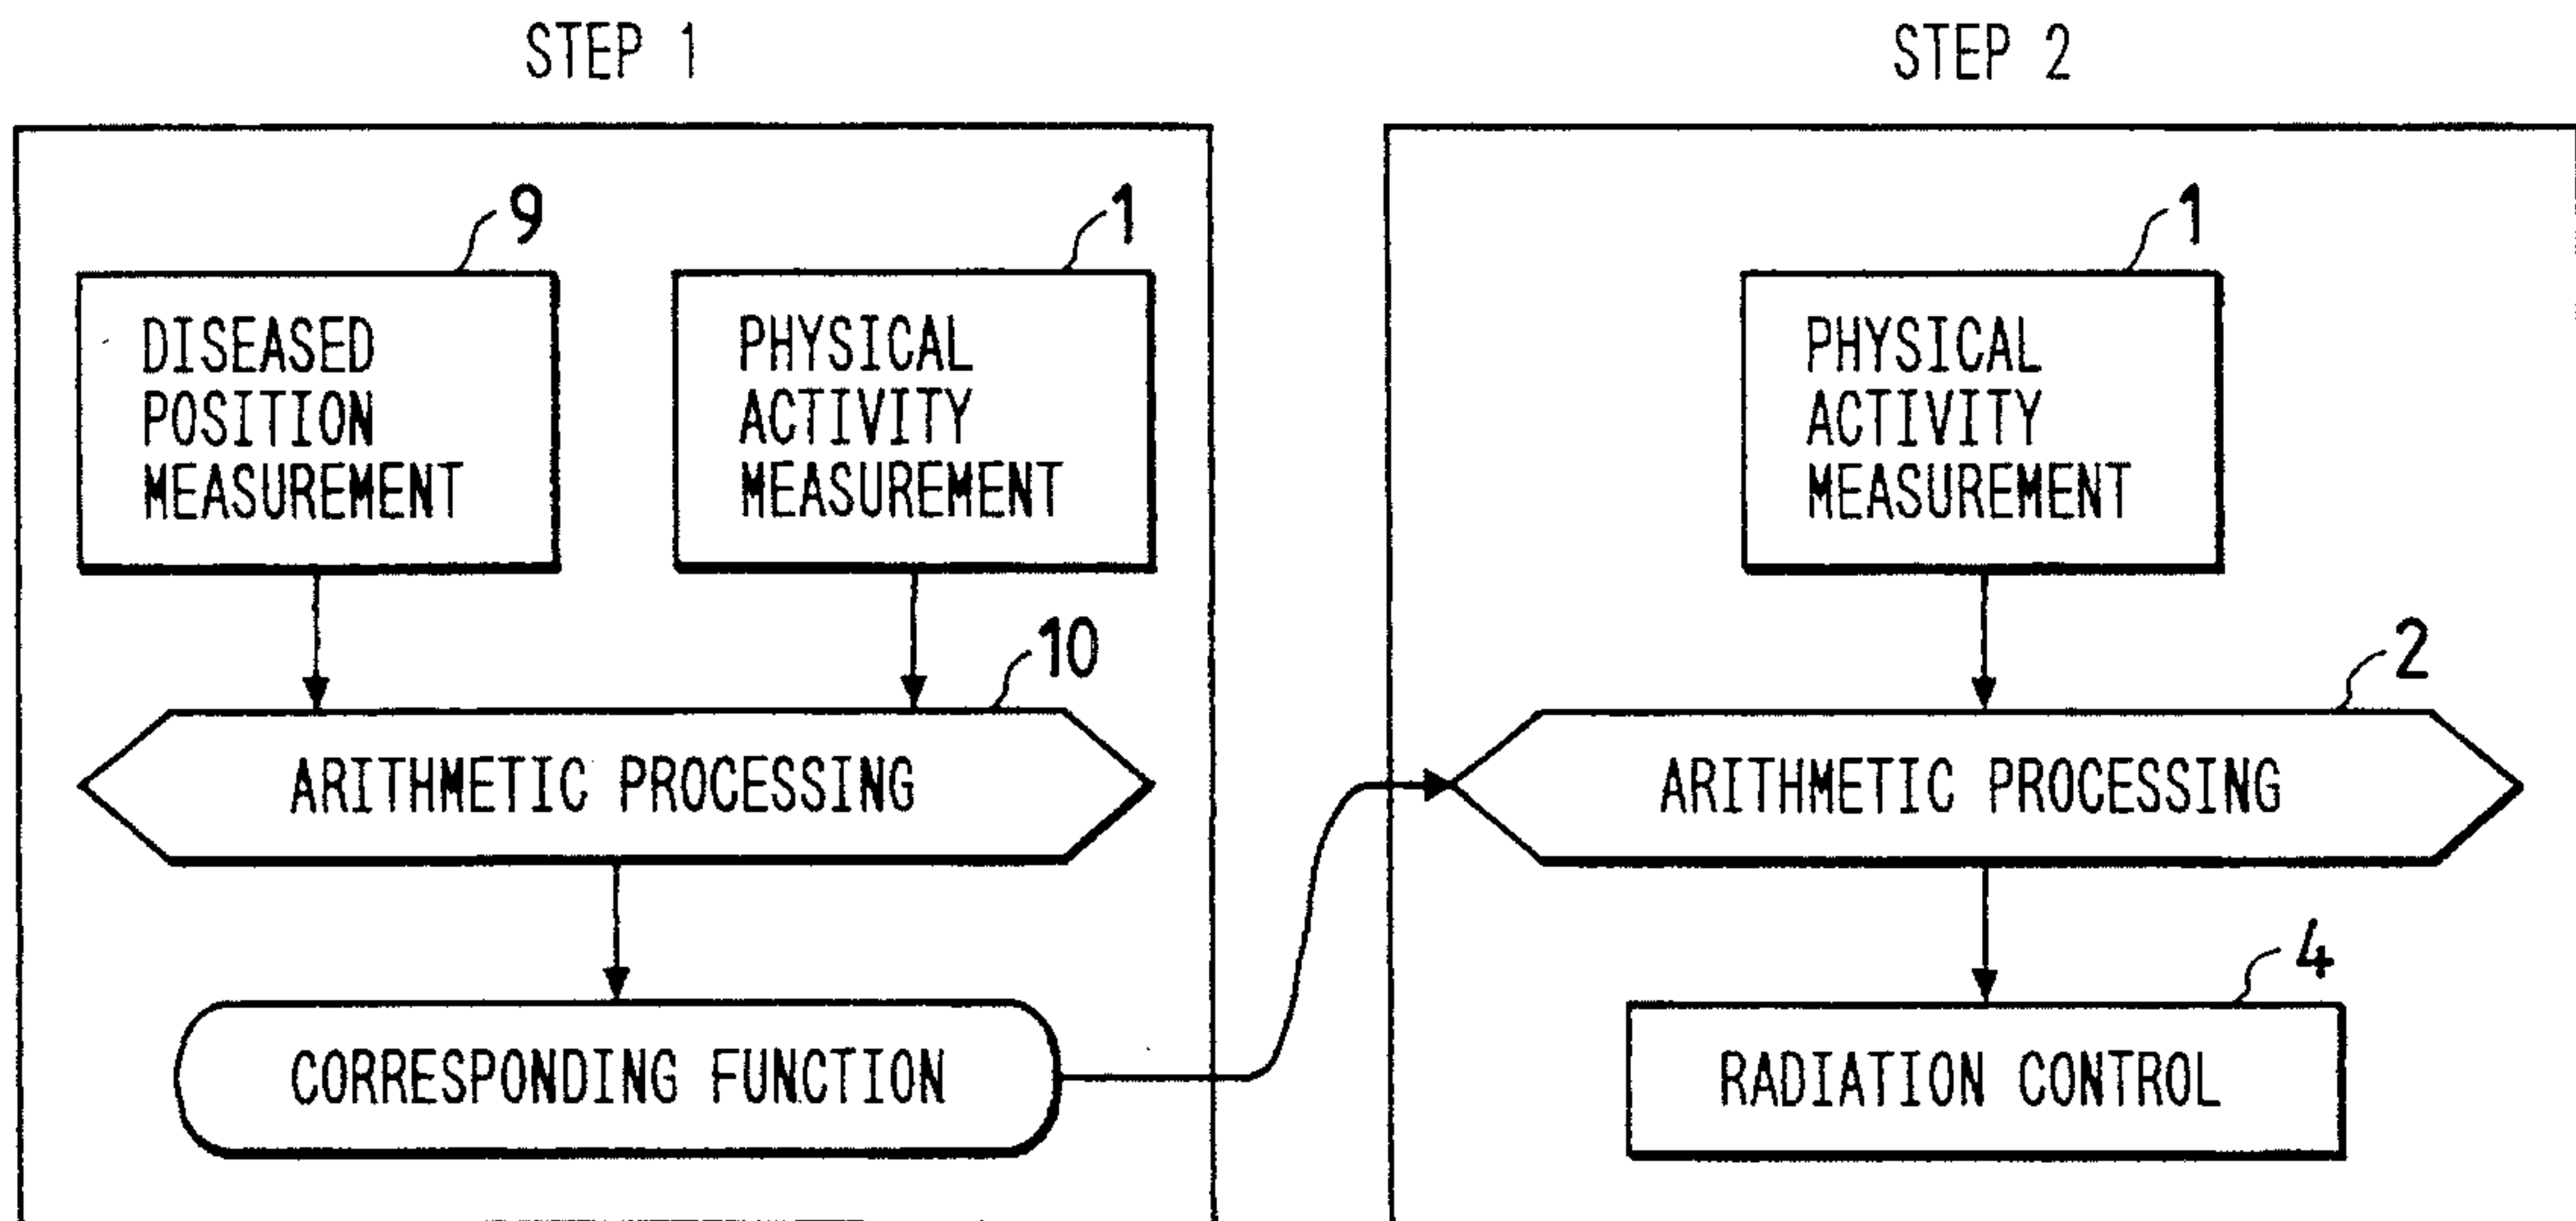 STEP 1
9
DISEASED
POSITION
MEASUREMENT
1
PHYSICAL
ACTIVITY
MEASUREMENT
10
ARITHMETIC PROCESSING
CORRESPONDING FUNCTION
STEP 2
1
PHYSICAL
ACTIVITY
MEASUREMENT
2
ARITHMETIC PROCESSING
4
RADIATION CONTROL